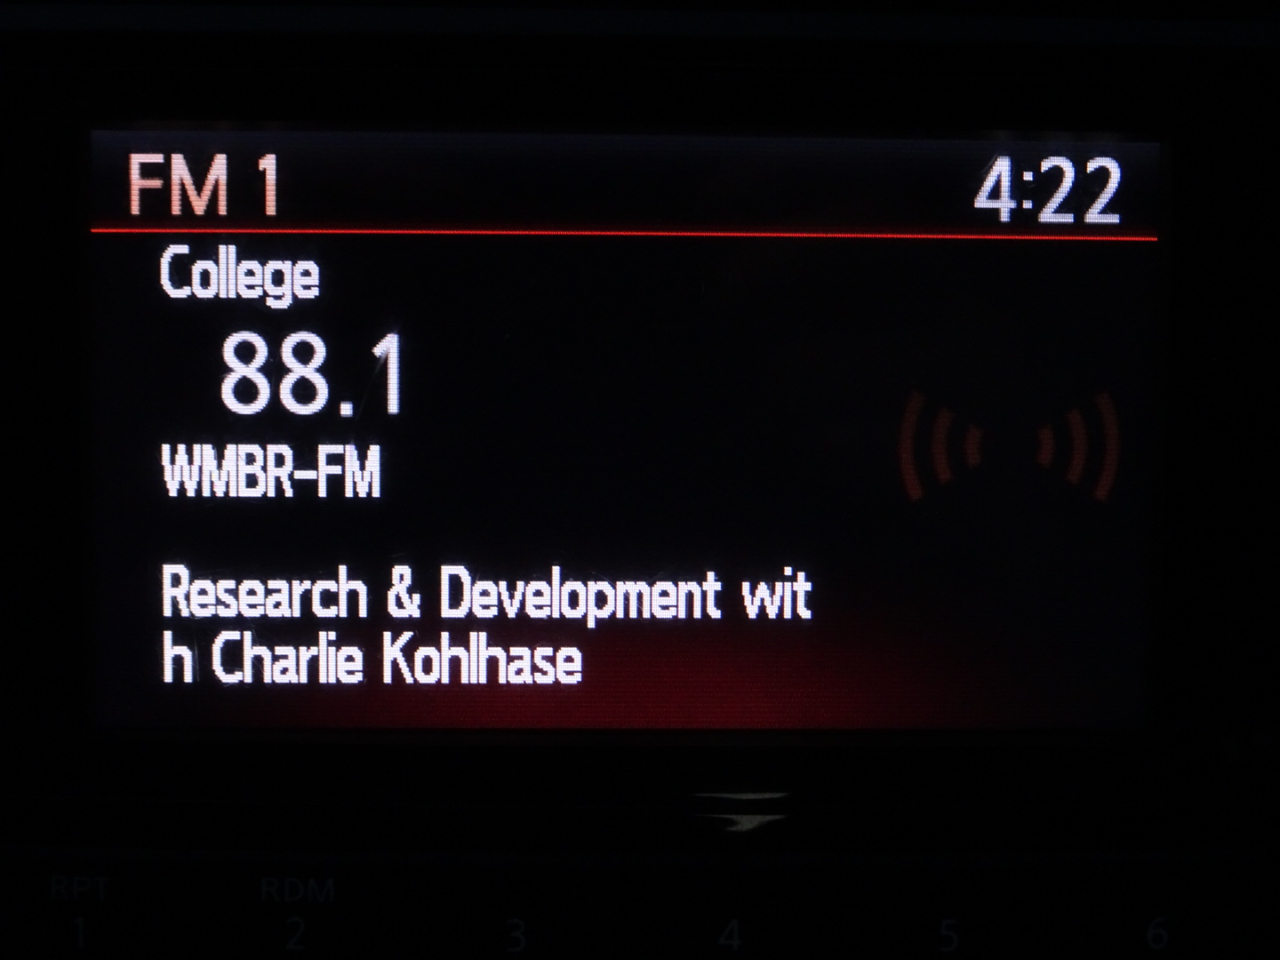 FM 1 4:22
College
88.1
WMBR-FM
Research & Development wit
h Charlie Kohlhase
RPT RDM
1 2 3 4 5 6